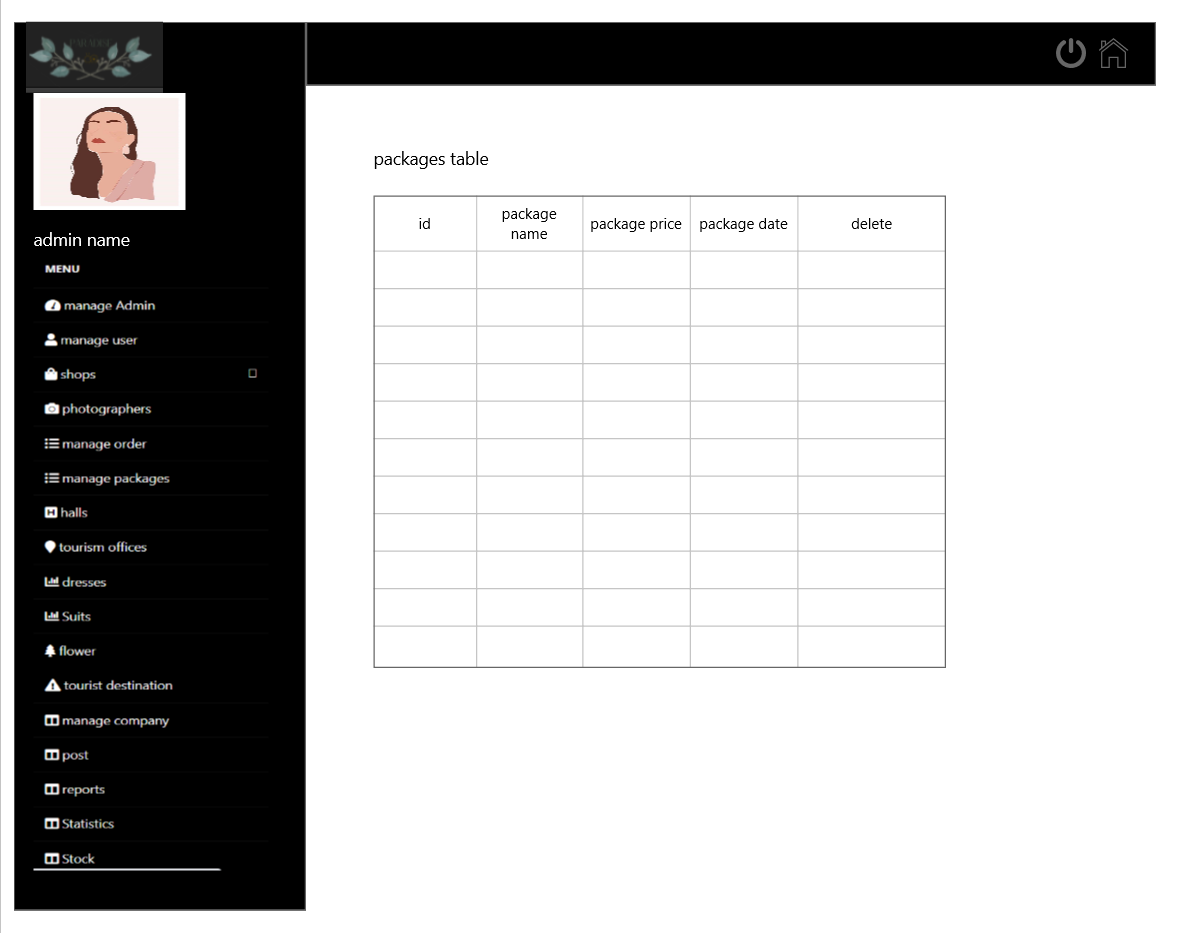 packages table
id
package name
package price
package date
delete
admin name
MENU
manage Admin
manage user
shops
photographers
manage order
manage packages
halls
tourism offices
dresses
Suits
flower
tourist destination
manage company
post
reports
Statistics
Stock